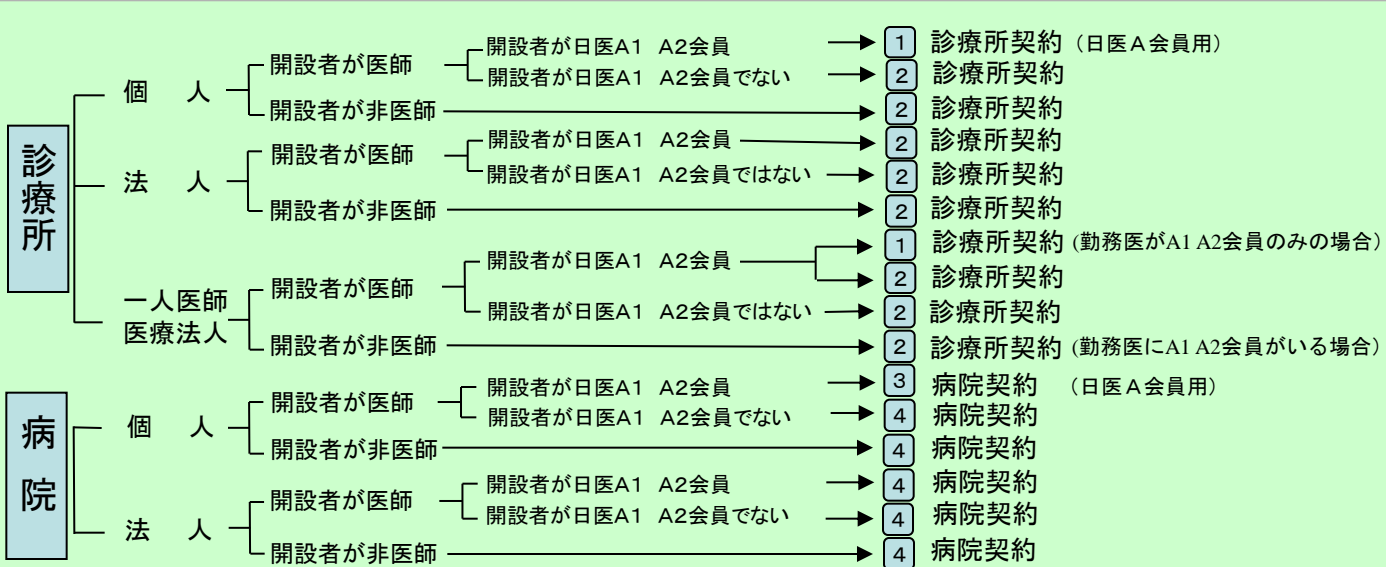 診療所
個　人
開設者が医師
開設者が日医A1　A2会員
1 診療所契約（日医A会員用）
開設者が日医A1　A2会員でない
2 診療所契約
開設者が非医師
2 診療所契約
法　人
開設者が医師
開設者が日医A1　A2会員
2 診療所契約
開設者が日医A1　A2会員ではない
2 診療所契約
開設者が非医師
2 診療所契約
一人医師
医療法人
開設者が医師
開設者が日医A1　A2会員
1 診療所契約 (勤務医がA1 A2会員のみの場合)
2 診療所契約
開設者が日医A1　A2会員ではない
2 診療所契約
開設者が非医師
2 診療所契約 (勤務医にA1 A2会員がいる場合)
病院
個　人
開設者が医師
開設者が日医A1　A2会員
3 病院契約　（日医A会員用）
開設者が日医A1　A2会員でない
4 病院契約
開設者が非医師
4 病院契約
法　人
開設者が医師
開設者が日医A1　A2会員
4 病院契約
開設者が日医A1　A2会員でない
4 病院契約
開設者が非医師
4 病院契約